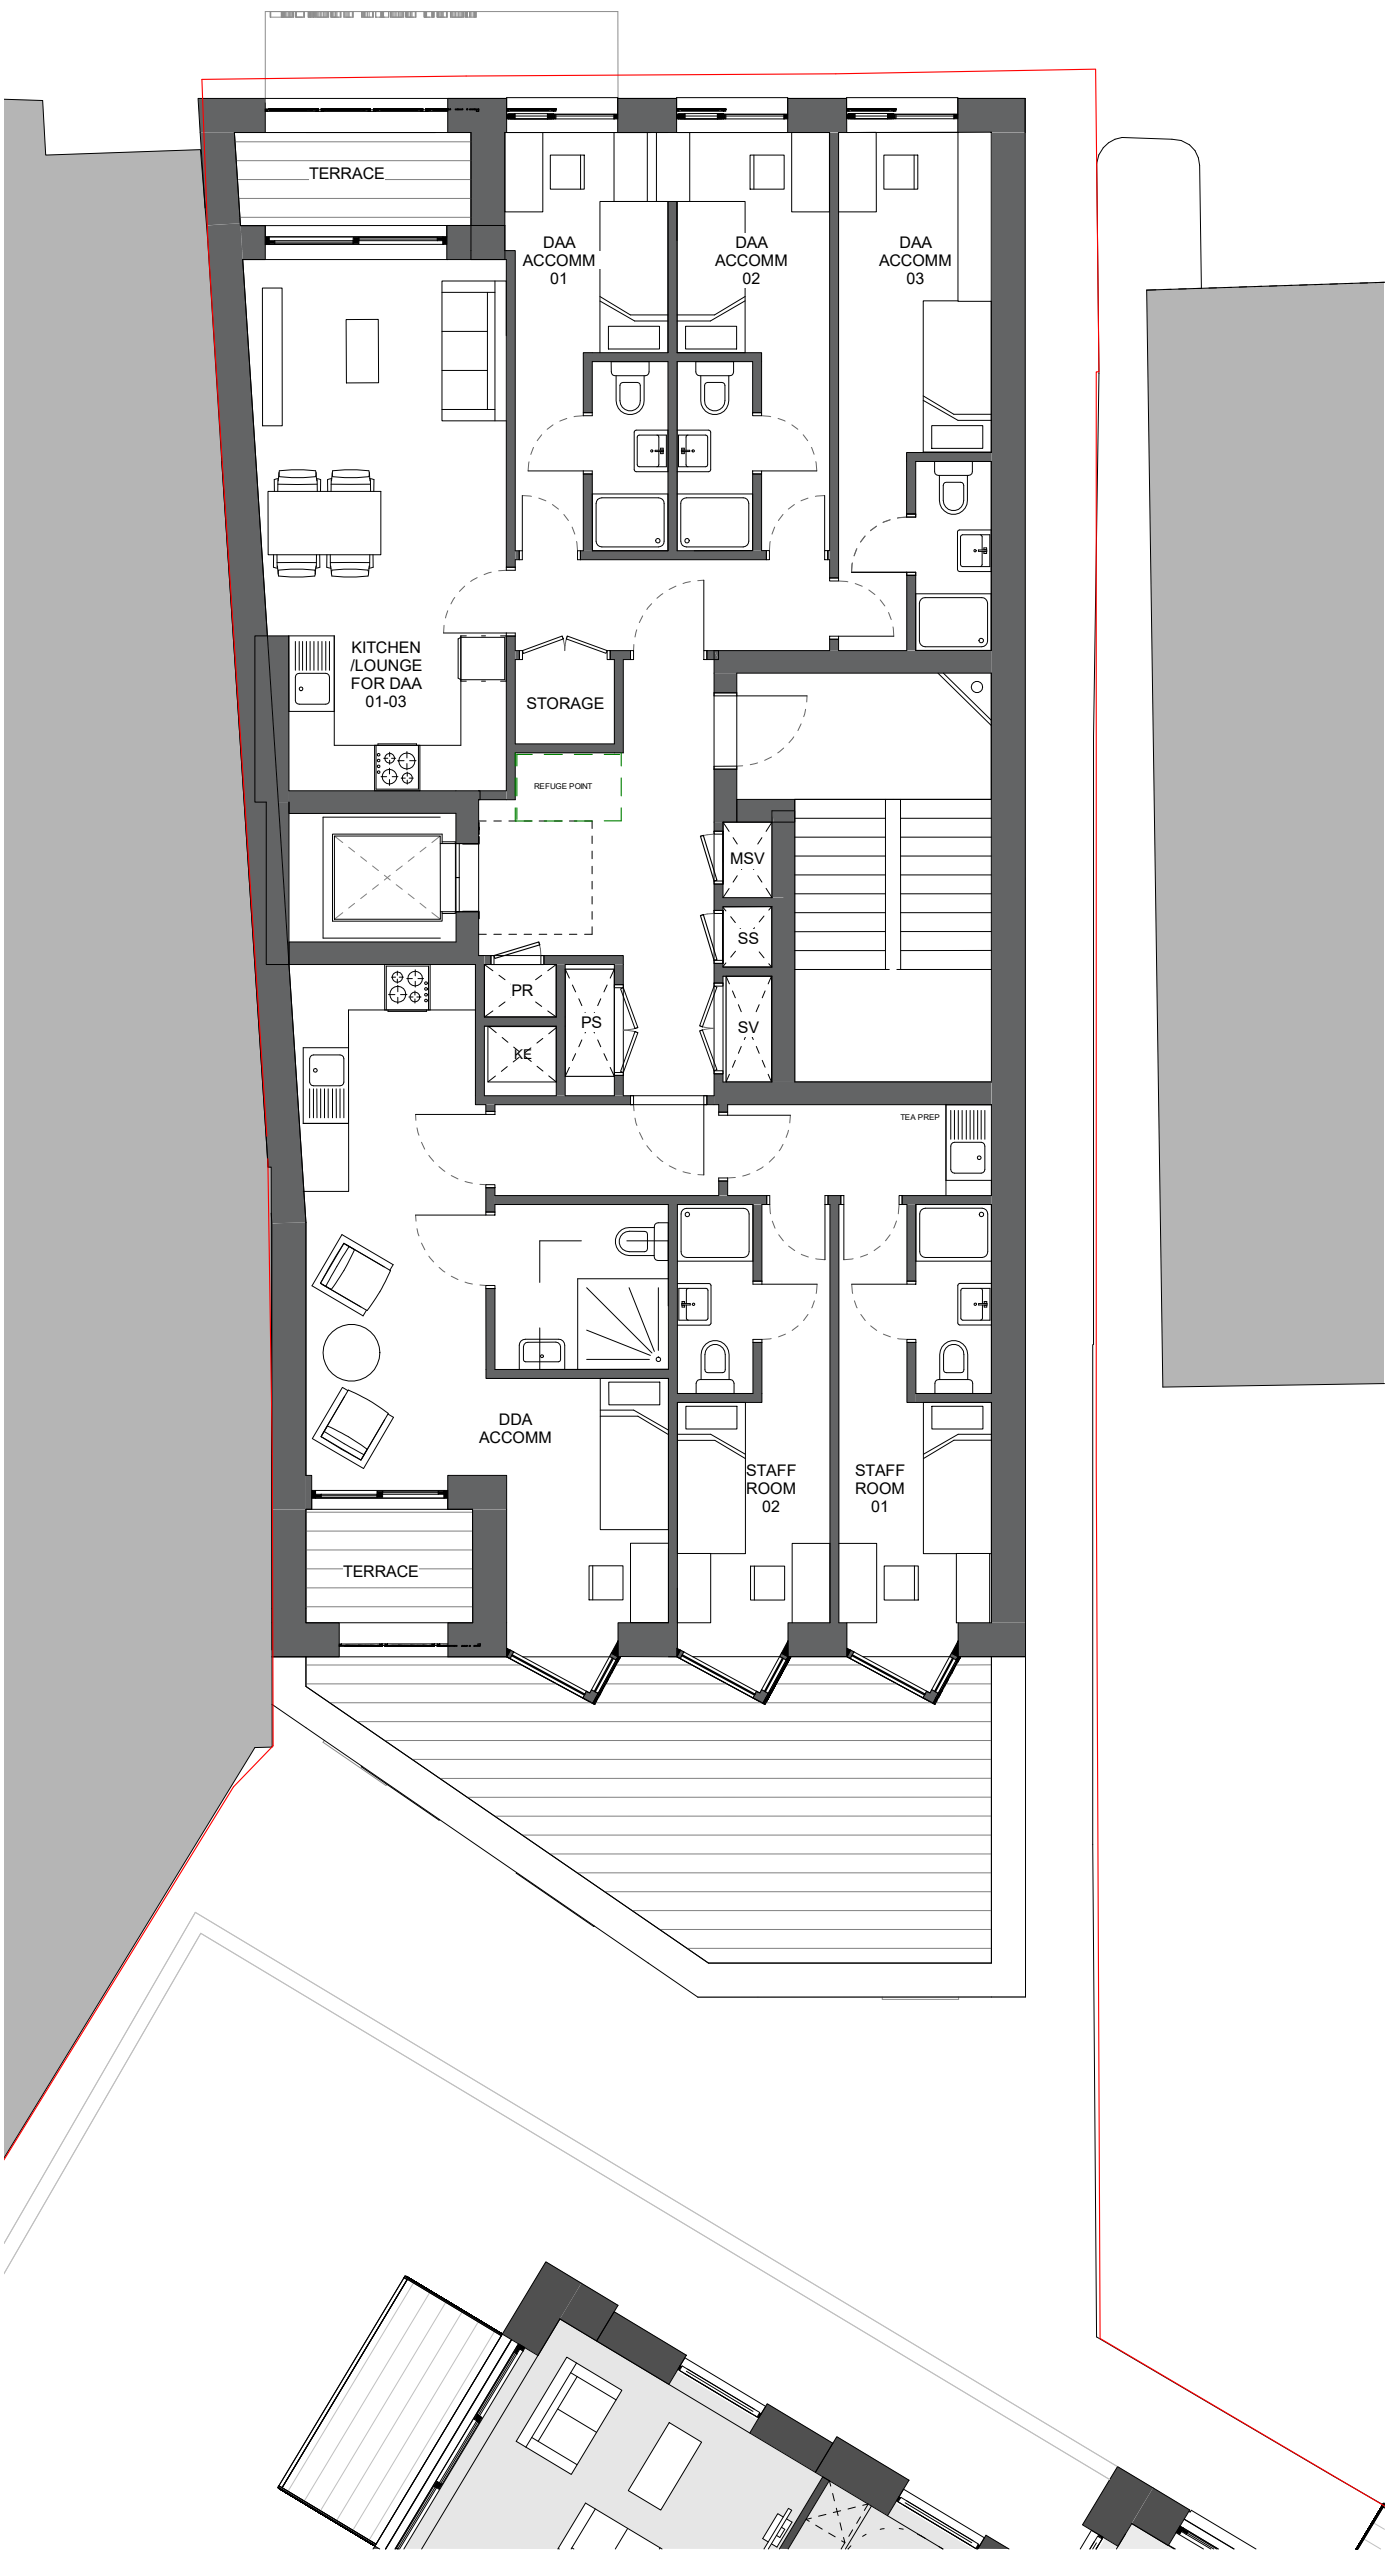 TERRACE
DAA
ACCOMM
01
DAA
ACCOMM
02
DAA
ACCOMM
03
KITCHEN
/LOUNGE
FOR DAA
01-03
STORAGE
REFUGE POINT
MSV
SS
PR
PS
SV
KE
TEA PREP
DDA
ACCOMM
STAFF
ROOM
02
STAFF
ROOM
01
TERRACE